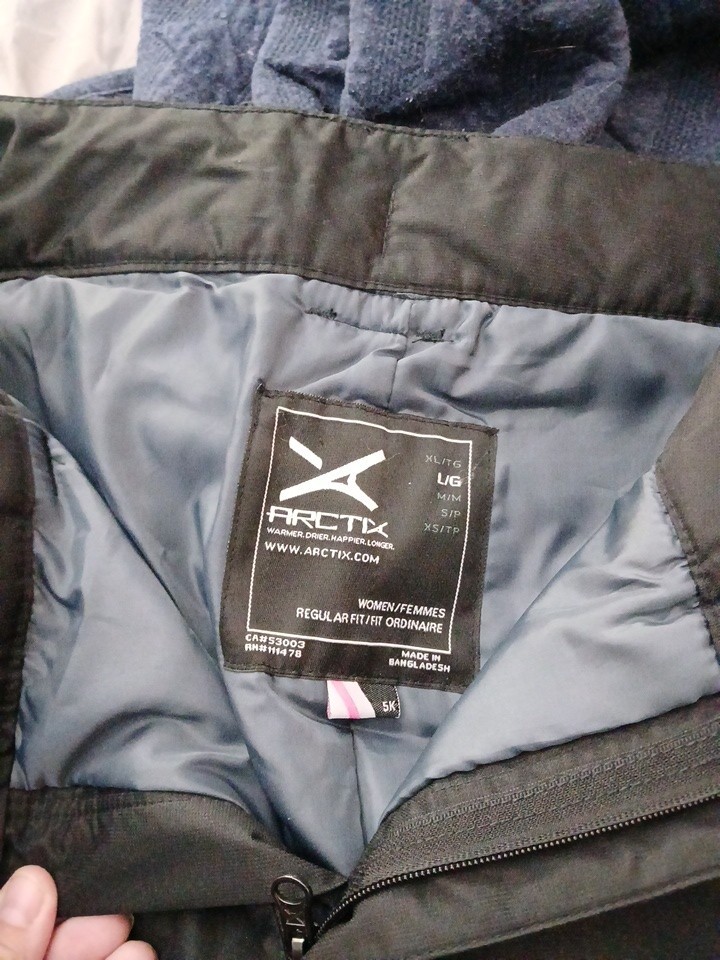 XL/TG
L/G
M/M
S/P
XS/TP
ARCTIX
WARMER. DRIER. HAPPIER. LONGER.
WWW.ARCTIX.COM
WOMEN/FEMMES
REGULAR FIT/FIT ORDINAIRE
CA#53003
RN#111478
MADE IN
BANGLADESH
5K